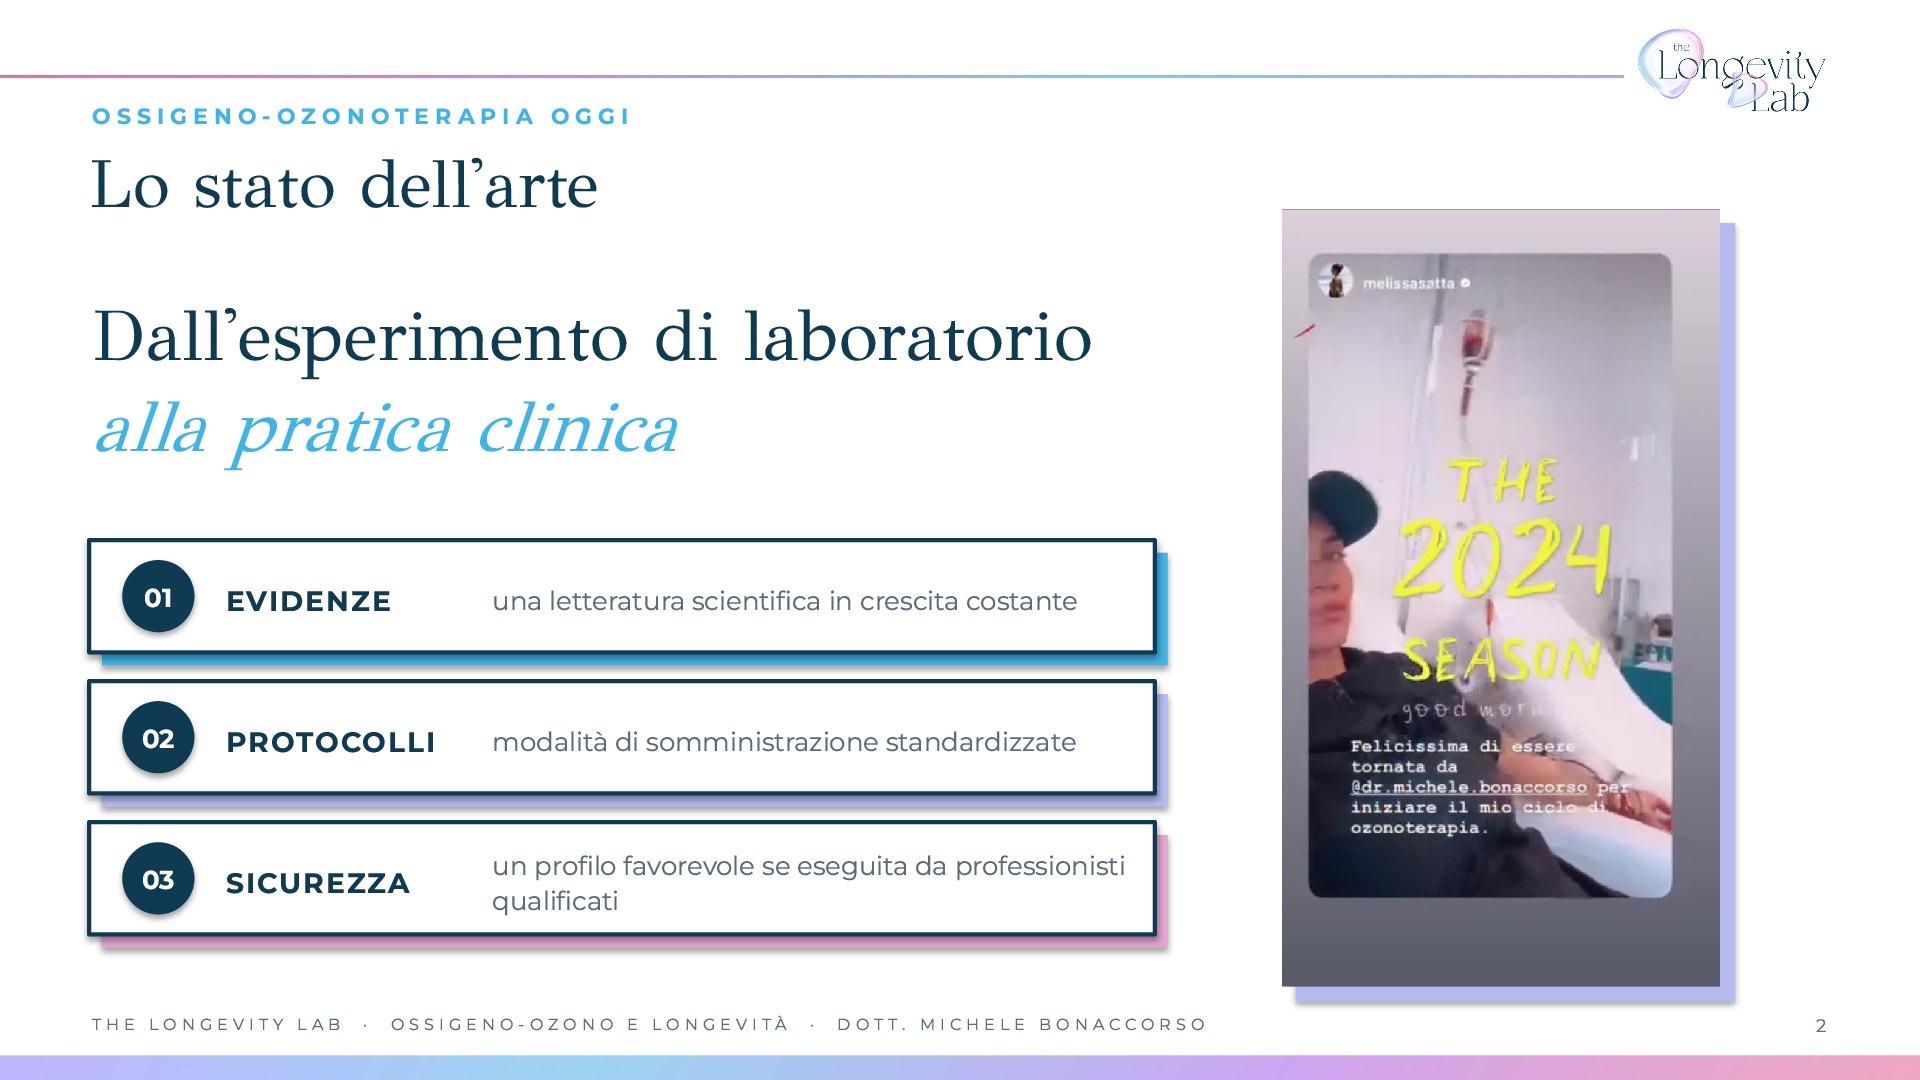 the
Longevity
Lab
OSSIGENO-OZONOTERAPIA OGGI
Lo stato dell’arte
Dall’esperimento di laboratorio
alla pratica clinica
01 EVIDENZE una letteratura scientifica in crescita costante
02 PROTOCOLLI modalità di somministrazione standardizzate
03 SICUREZZA un profilo favorevole se eseguita da professionisti
qualificati
melissasatta
THE
2024
SEASON
good
Felicissima di essere
tornata da
@dr.michele.bonaccorso per
iniziare il mio ciclo di
ozonoterapia.
THE LONGEVITY LAB · OSSIGENO-OZONO E LONGEVITÀ · DOTT. MICHELE BONACCORSO
2